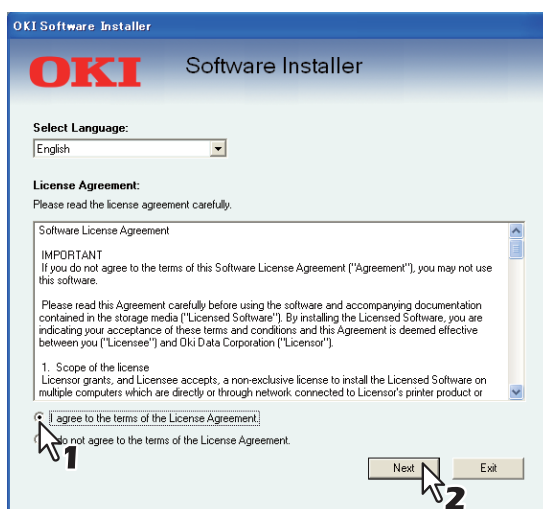 OKI Software Installer
OKI
Software Installer
Select Language:
English
License Agreement:
Please read the license agreement carefully.
Software License Agreement
IMPORTANT
If you do not agree to the terms of this Software License Agreement ("Agreement"), you may not use
this software.
Please read this Agreement carefully before using the software and accompanying documentation
contained in the storage media ("Licensed Software"). By installing the Licensed Software, you are
indicating your acceptance of these terms and conditions and this Agreement is deemed effective
between you ("Licensee") and Oki Data Corporation ("Licensor").
1. Scope of the license
Licensor grants, and Licensee accepts, a non-exclusive license to install the Licensed Software on
multiple computers which are directly or through network connected to Licensor's printer product or
I agree to the terms of the License Agreement.
do not agree to the terms of the License Agreement.
1
Next
Exit
2